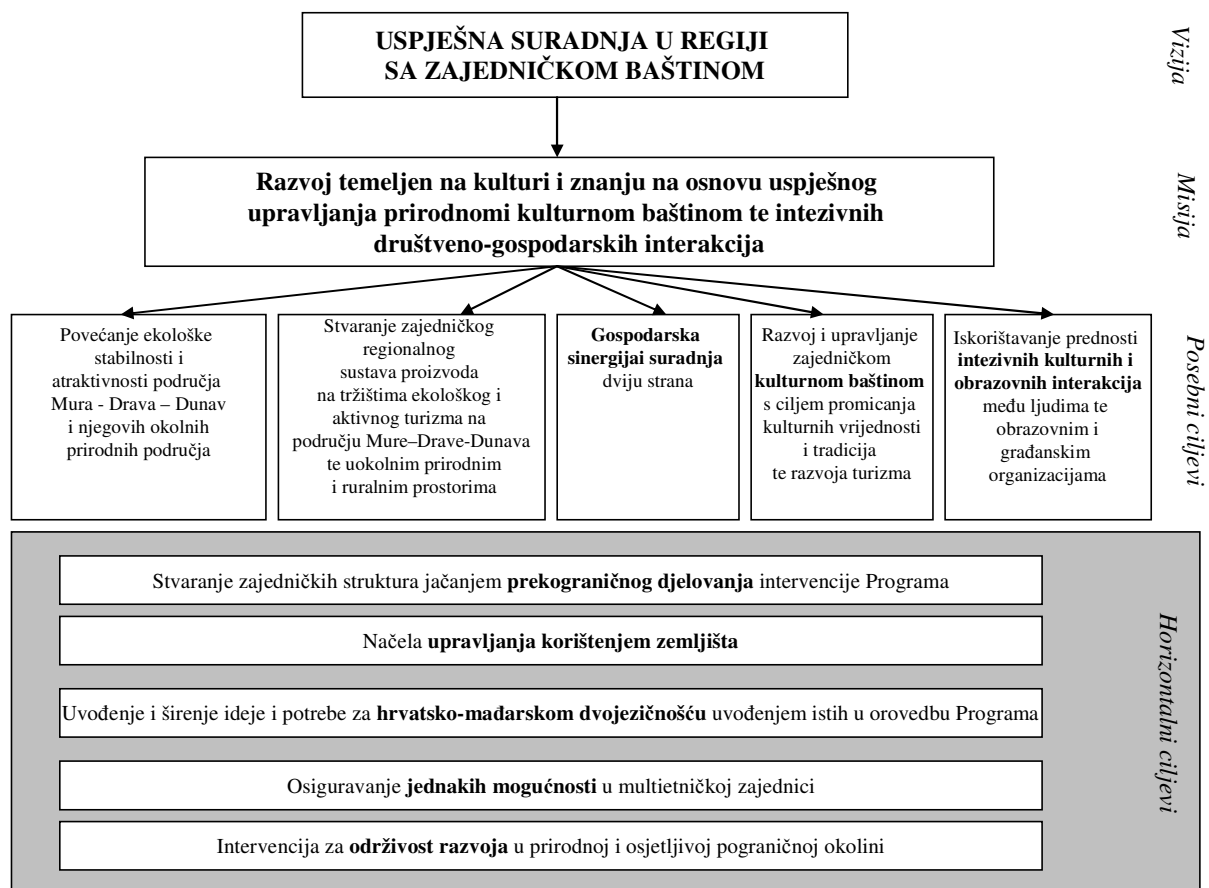 USPJEŠNA SURADNJA U REGIJI
SA ZAJEDNIČKOM BAŠTINOM
Vizija
Razvoj temeljen na kulturi i znanju na osnovu uspješnog
upravljanja prirodnomi kulturnom baštinom te intezivnih
društveno-gospodarskih interakcija
Misija
Povećanje ekološke
stabilnosti i
atraktivnosti područja
Mura - Drava – Dunav
i njegovih okolnih
prirodnih područja
Stvaranje zajedničkog
regionalnog
sustava proizvoda
na tržištima ekološkog i
aktivnog turizma na
području Mure–Drave-Dunava
te uokolnim prirodnim
i ruralnim prostorima
Gospodarska
sinergijai suradnja
dviju strana
Razvoj i upravljanje
zajedničkom
kulturnom baštinom
s ciljem promicanja
kulturnih vrijednosti
i tradicija
te razvoja turizma
Iskorištavanje prednosti
intezivnih kulturnih i
obrazovnih interakcija
među ljudima te
obrazovnim i
građanskim
organizacijama
Posebni ciljevi
Stvaranje zajedničkih struktura jačanjem prekograničnog djelovanja intervencije Programa
Načela upravljanja korištenjem zemljišta
Uvođenje i širenje ideje i potrebe za hrvatsko-mađarskom dvojezičnošću uvođenjem istih u orovedbu Programa
Osiguravanje jednakih mogućnosti u multietničkoj zajednici
Intervencija za održivost razvoja u prirodnoj i osjetljivoj pograničnoj okolini
Horizontalni ciljevi